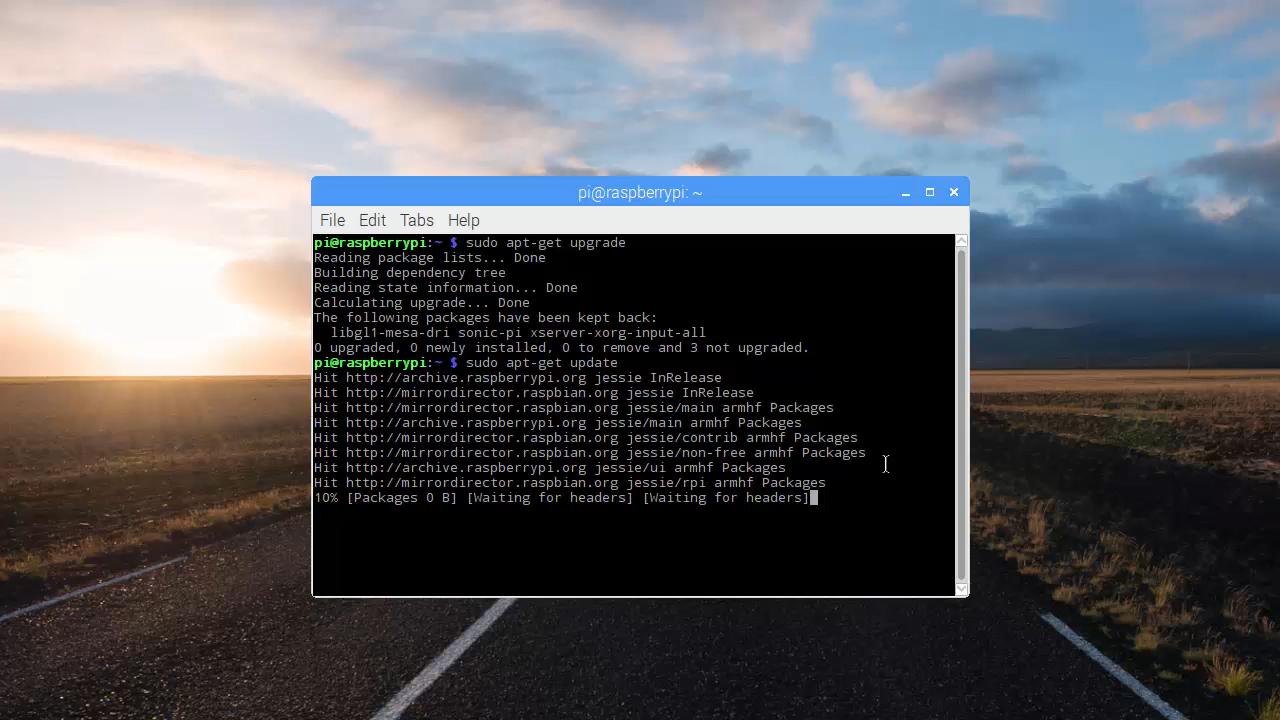 pi@raspberrypi: ~
File Edit Tabs Help
pi@raspberrypi:~ $ sudo apt-get upgrade
Reading package lists... Done
Building dependency tree
Reading state information... Done
Calculating upgrade... Done
The following packages have been kept back:
  libgl1-mesa-dri sonic-pi xserver-xorg-input-all
0 upgraded, 0 newly installed, 0 to remove and 3 not upgraded.
pi@raspberrypi:~ $ sudo apt-get update
Hit http://archive.raspberrypi.org jessie InRelease
Hit http://mirrordirector.raspbian.org jessie InRelease
Hit http://mirrordirector.raspbian.org jessie/main armhf Packages
Hit http://archive.raspberrypi.org jessie/main armhf Packages
Hit http://mirrordirector.raspbian.org jessie/contrib armhf Packages
Hit http://mirrordirector.raspbian.org jessie/non-free armhf Packages
Hit http://archive.raspberrypi.org jessie/ui armhf Packages
Hit http://mirrordirector.raspbian.org jessie/rpi armhf Packages
10% [Packages 0 B] [Waiting for headers] [Waiting for headers]